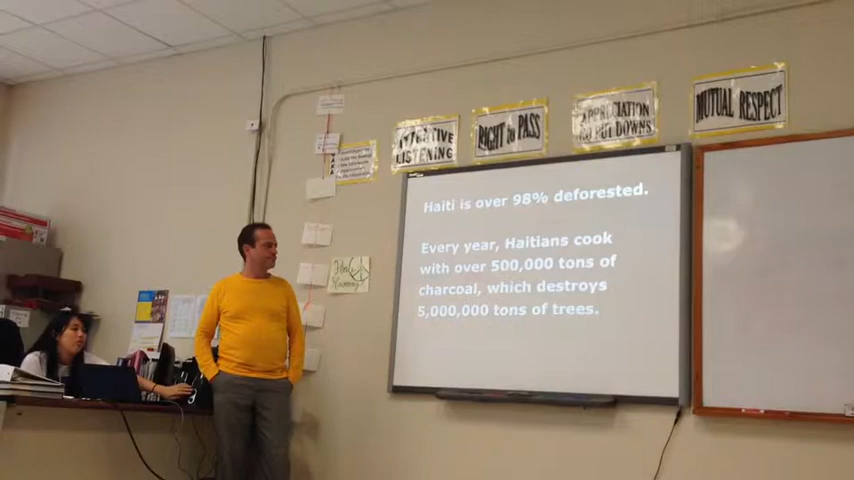 ATTENTIVE
LISTENING
RIGHT to PASS
APPRECIATION
NO PUT DOWNS
MUTUAL RESPECT
Haiti is over 98% deforested.
Every year, Haitians cook
with over 500,000 tons of
charcoal, which destroys
5,000,000 tons of trees.